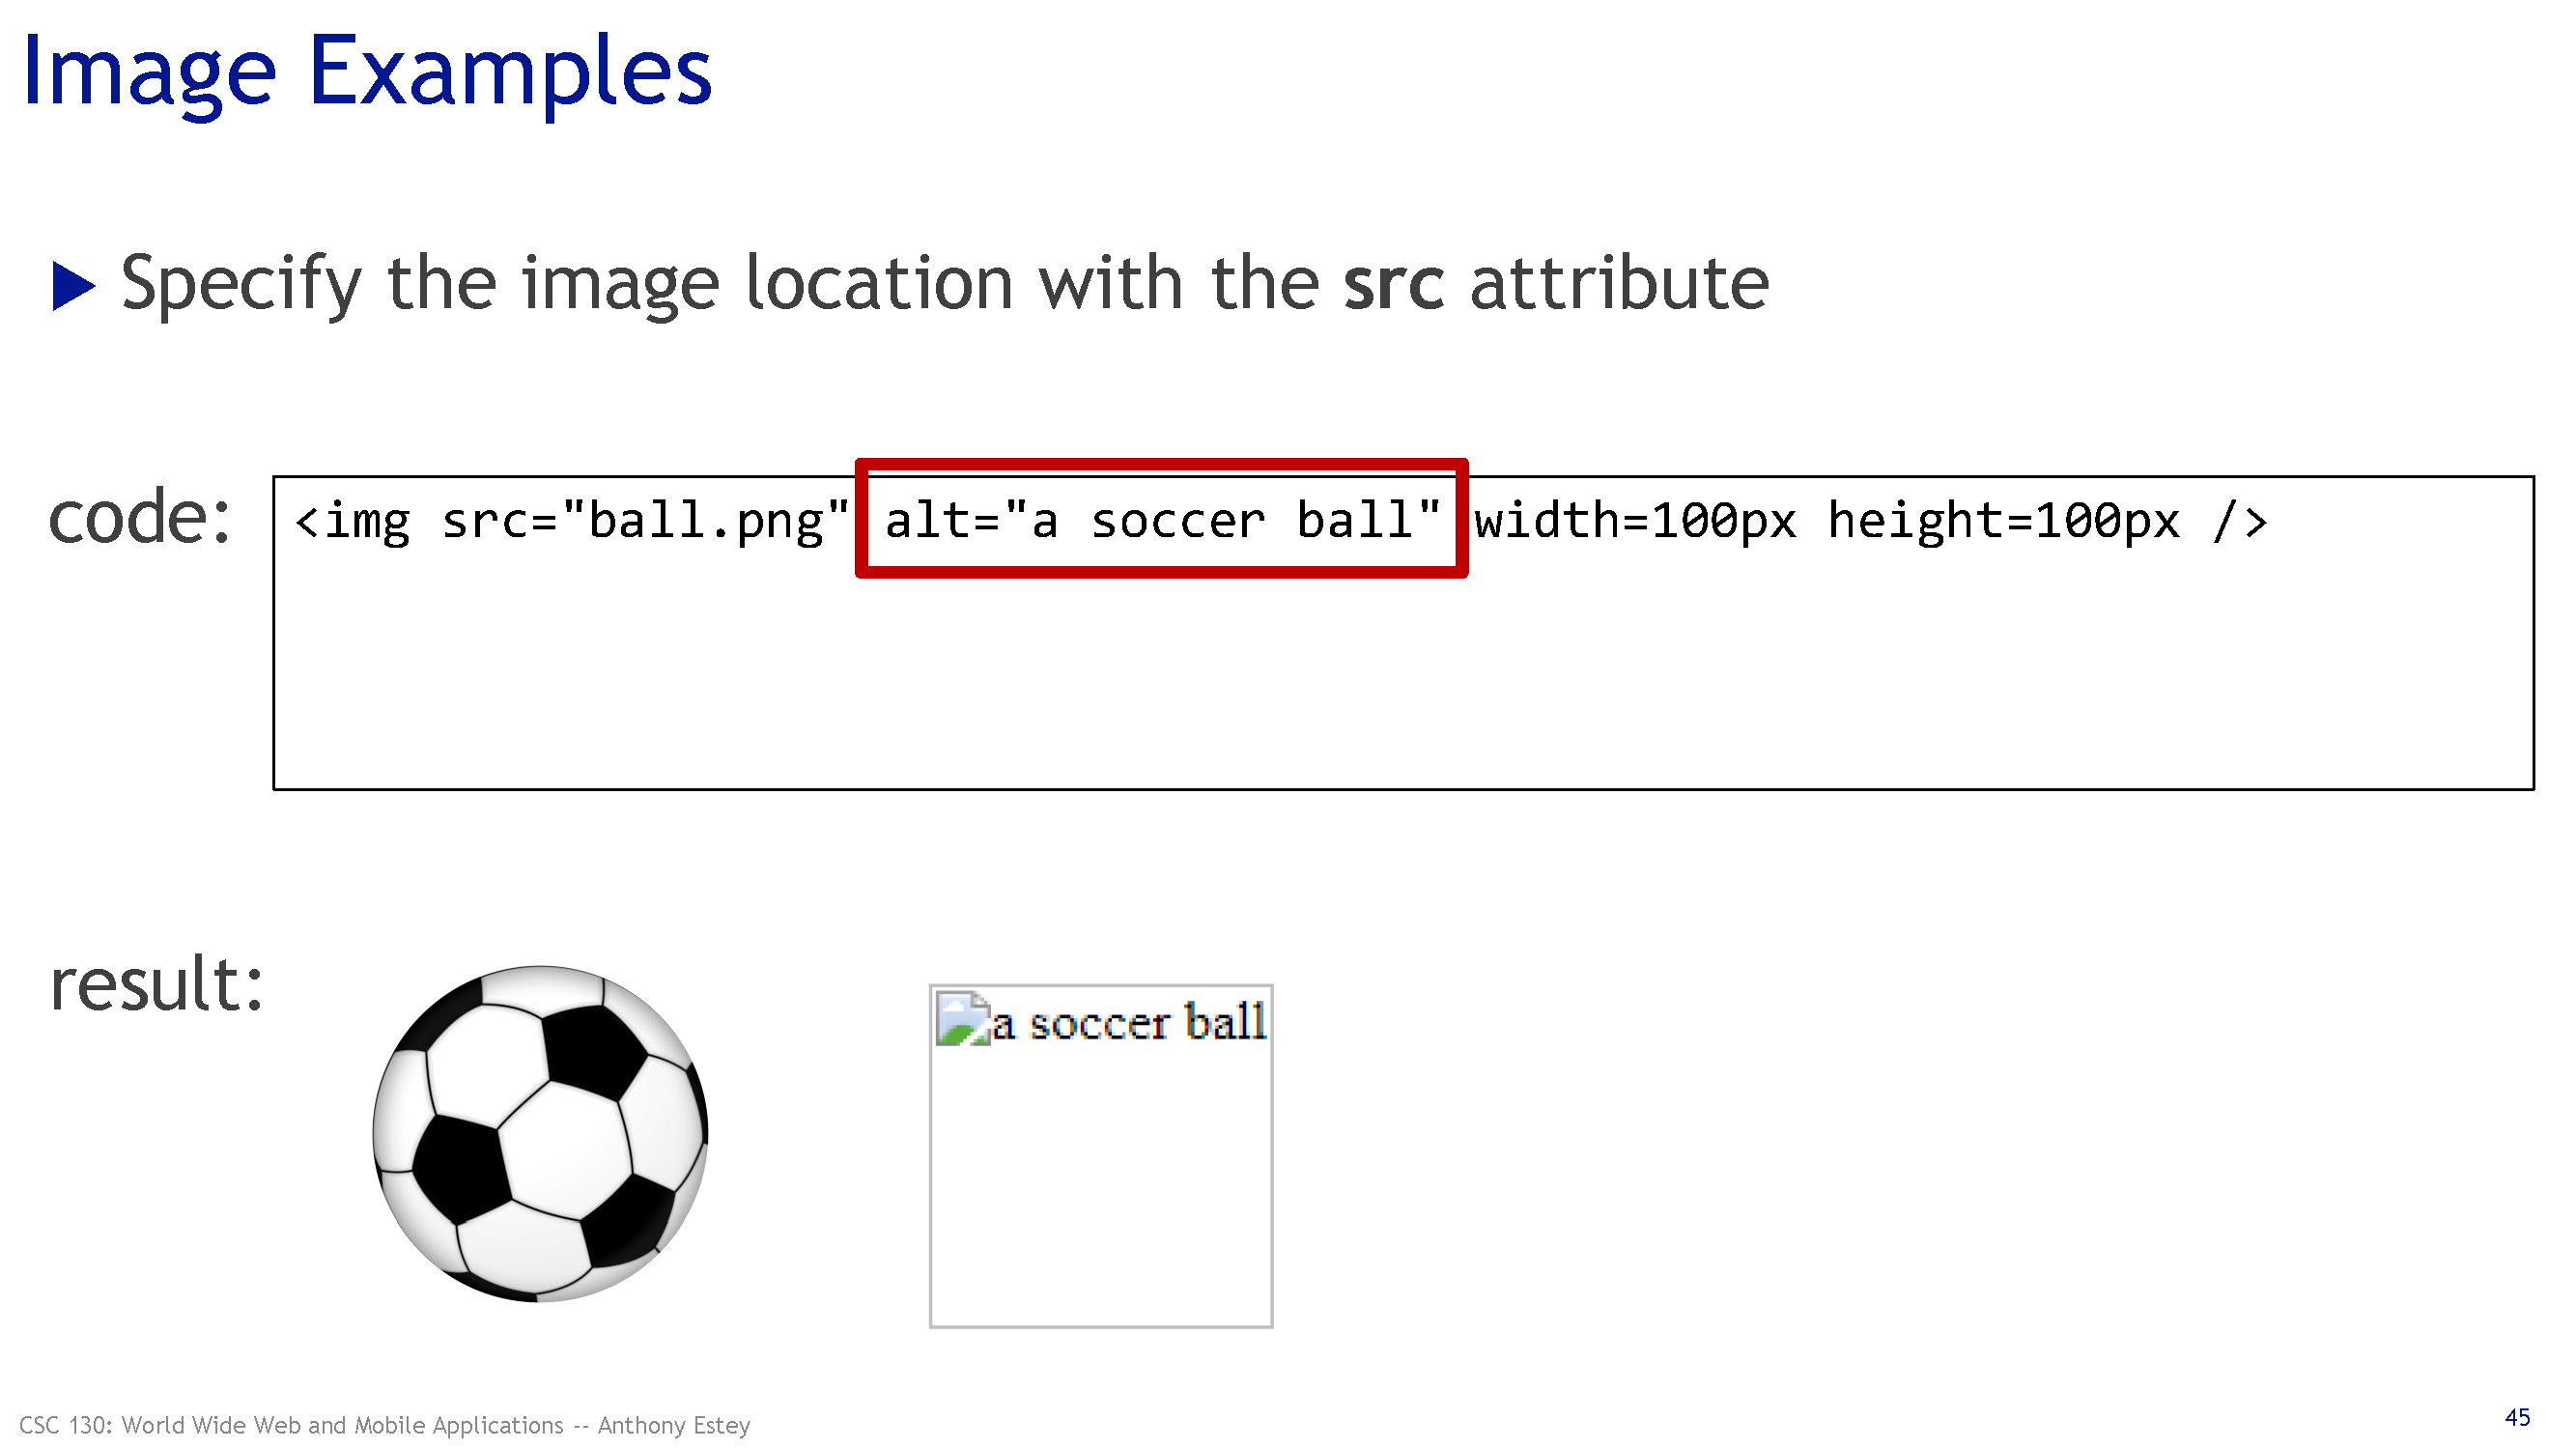 Image Examples
Specify the image location with the src attribute
code:
<img src="ball.png" alt="a soccer ball" width=100px height=100px />
result:
a soccer ball
CSC 130: World Wide Web and Mobile Applications -- Anthony Estey
45